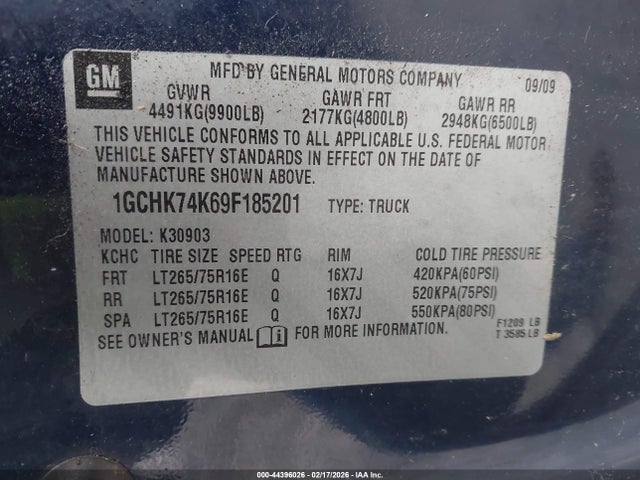 GM
MFD BY GENERAL MOTORS COMPANY 09/09
GVWR GAWR FRT GAWR RR
4491KG(9900LB) 2177KG(4800LB) 2948KG(6500LB)
THIS VEHICLE CONFORMS TO ALL APPLICABLE U.S. FEDERAL MOTOR
VEHICLE SAFETY STANDARDS IN EFFECT ON THE DATE OF
MANUFACTURE SHOWN ABOVE.
1GCHK74K69F185201 TYPE: TRUCK
MODEL: K30903
KCHC TIRE SIZE SPEED RTG RIM COLD TIRE PRESSURE
FRT LT265/75R16E Q 16X7J 420KPA(60PSI)
RR LT265/75R16E Q 16X7J 520KPA(75PSI)
SPA LT265/75R16E Q 16X7J 550KPA(80PSI)
SEE OWNER'S MANUAL i FOR MORE INFORMATION.
F1209 LB
T 3585 LB
000-44396026 - 02/17/2026 - IAA Inc.